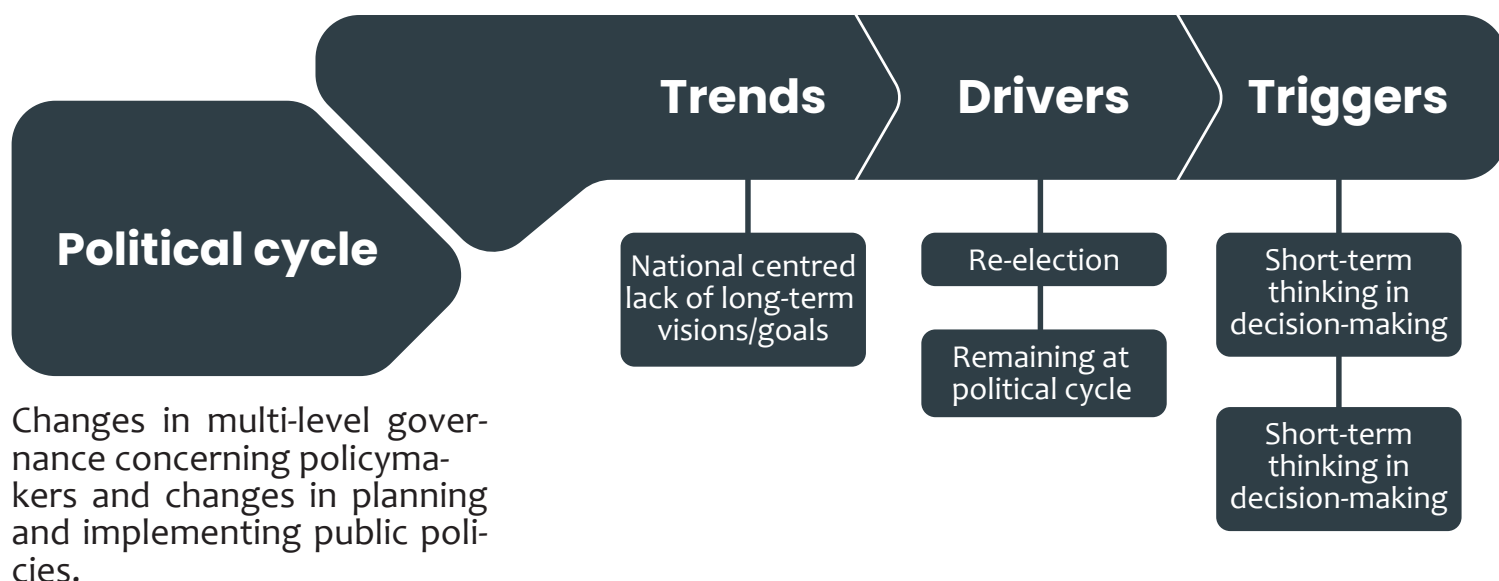 Political cycle
Changes in multi-level gover-
nance concerning policyma-
kers and changes in planning
and implementing public poli-
cies.
Trends
National centred
lack of long-term
visions/goals
Drivers
Re-election
Remaining at
political cycle
Triggers
Short-term
thinking in
decision-making
Short-term
thinking in
decision-making